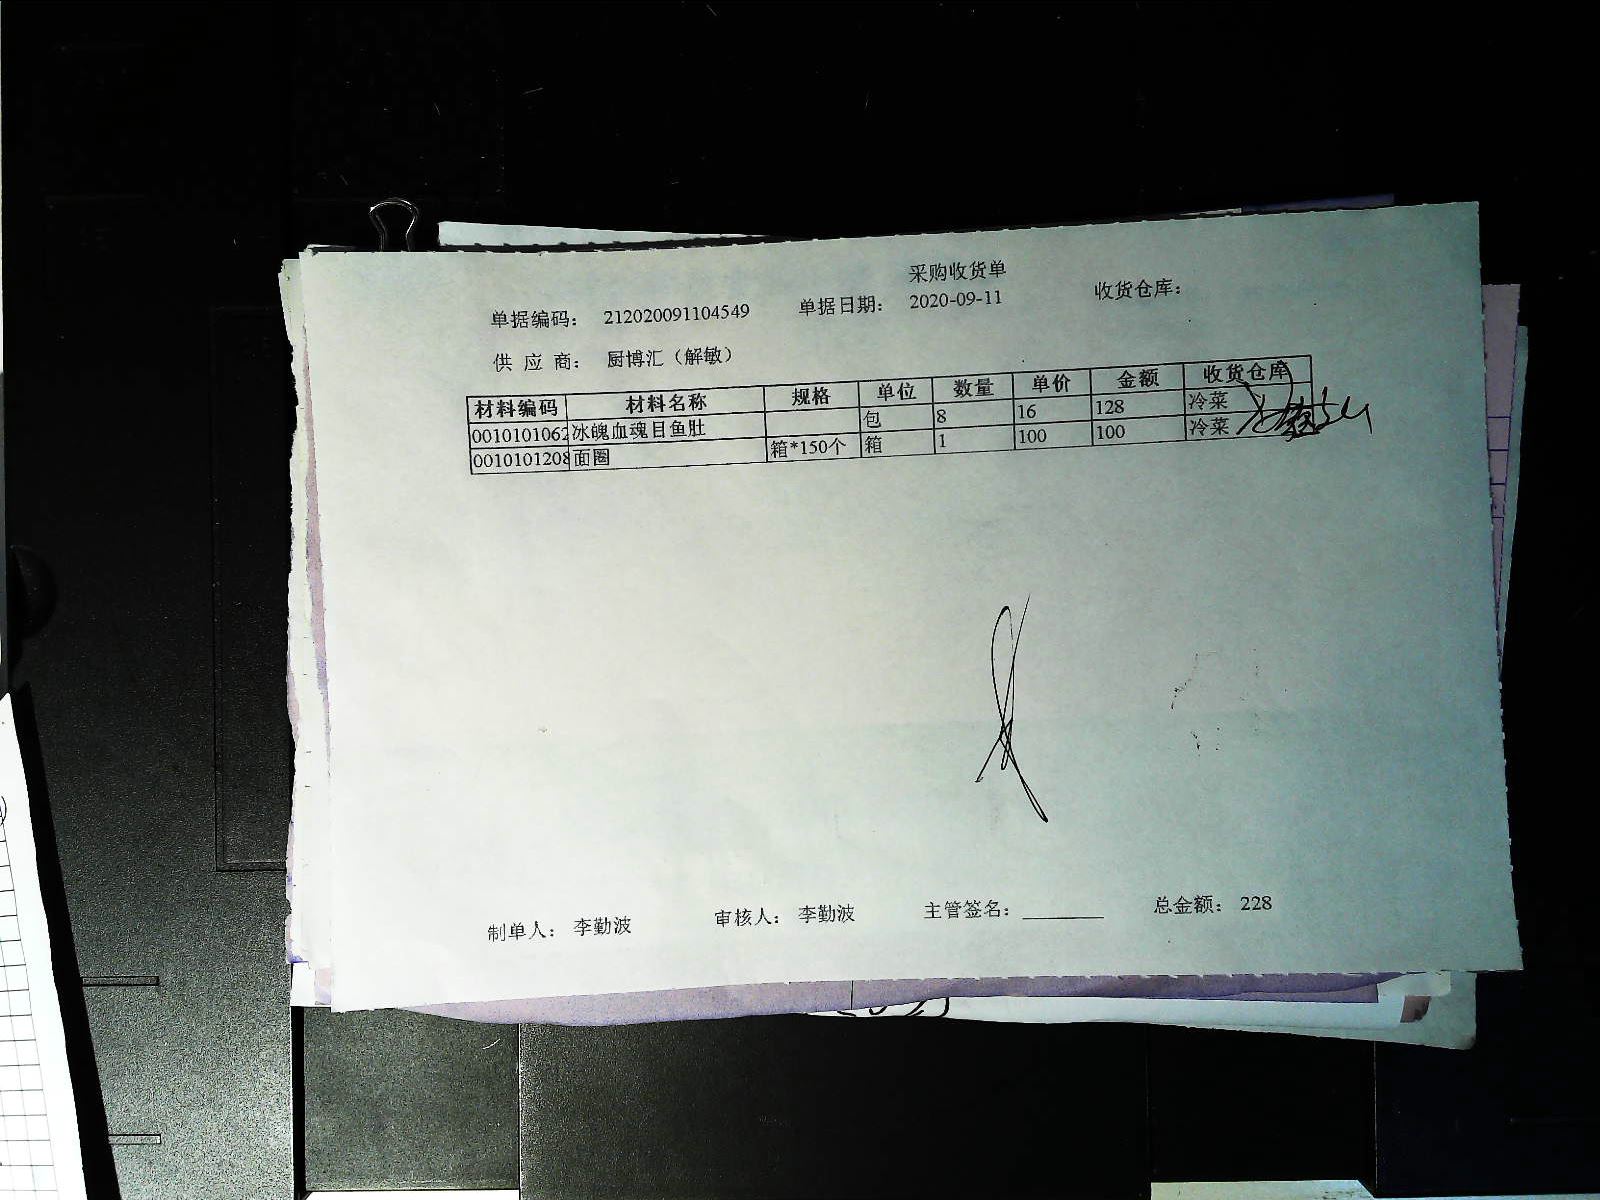 采购收货单
单据编码： 212020091104549 单据日期： 2020-09-11 收货仓库：
供 应 商： 厨博汇（解敏）
材料编码 材料名称 规格 单位 数量 单价 金额 收货仓库
0010101062 冰魄血魂目鱼肚 包 8 16 128 冷菜
0010101208 面圈 箱*150个 箱 1 100 100 冷菜
制单人： 李勤波 审核人： 李勤波 主管签名： 总金额： 228